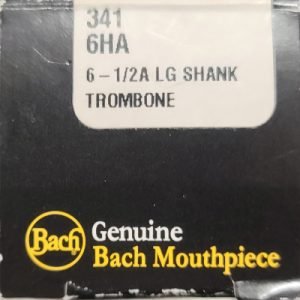 341
6HA
6-1/2A LG SHANK
TROMBONE
Bach
Genuine
Bach Mouthpiece